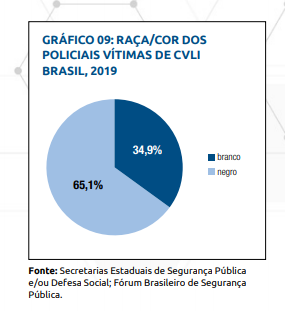 GRÁFICO 09: RAÇA/COR DOS
POLICIAIS VÍTIMAS DE CVLI
BRASIL, 2019
34,9%
65,1%
branco
negro
Fonte: Secretarias Estaduais de Segurança Pública
e/ou Defesa Social; Fórum Brasileiro de Segurança
Pública.